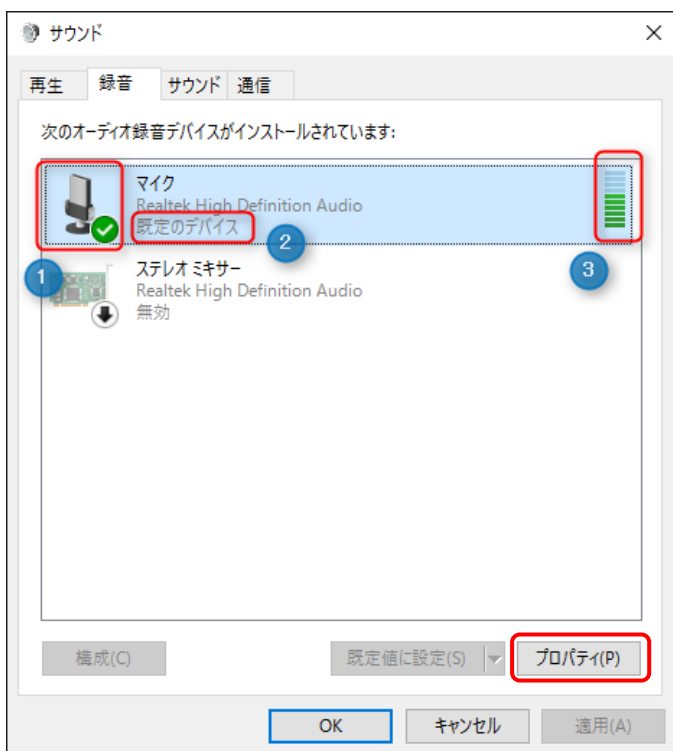 サウンド
再生 録音 サウンド 通信
次のオーディオ録音デバイスがインストールされています:
マイク
Realtek High Definition Audio
既定のデバイス
2
1
3
ステレオ ミキサー
Realtek High Definition Audio
無効
構成(C) 既定値に設定(S) プロパティ(P)
OK キャンセル 適用(A)